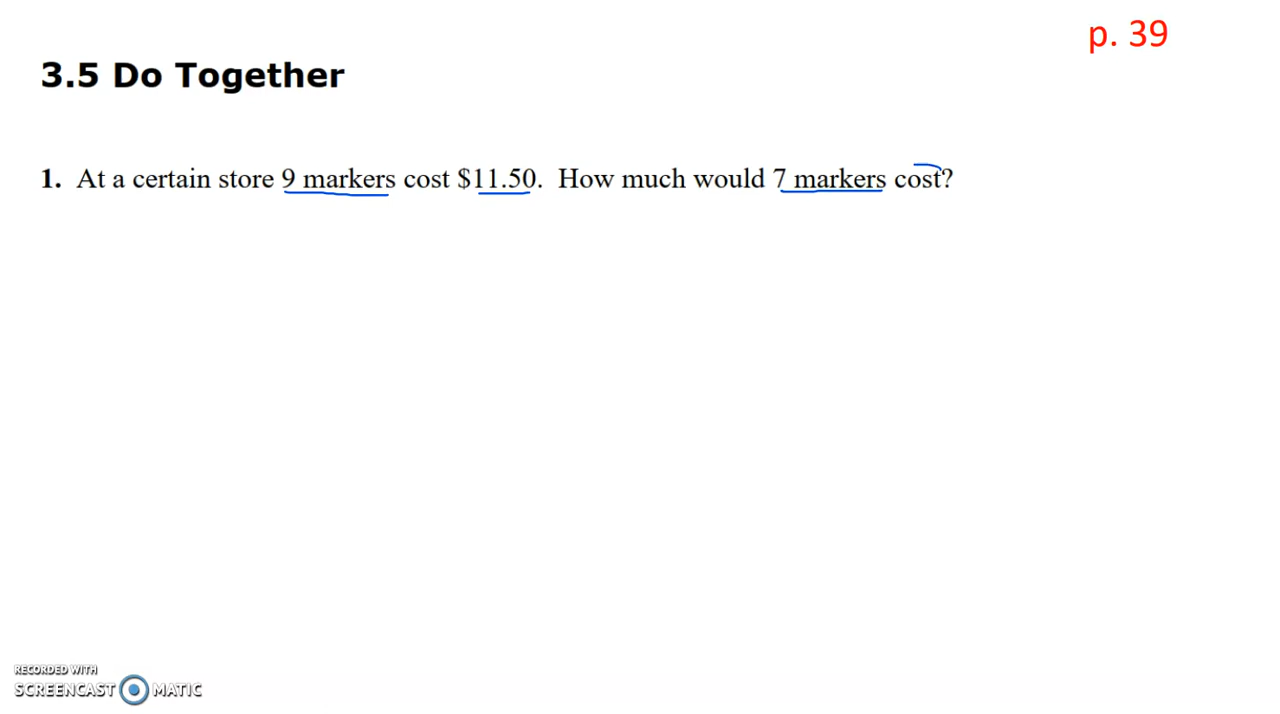 p. 39
3.5 Do Together
1. At a certain store 9 markers cost $11.50. How much would 7 markers cost?
RECORDED WITH
SCREENCAST MATIC